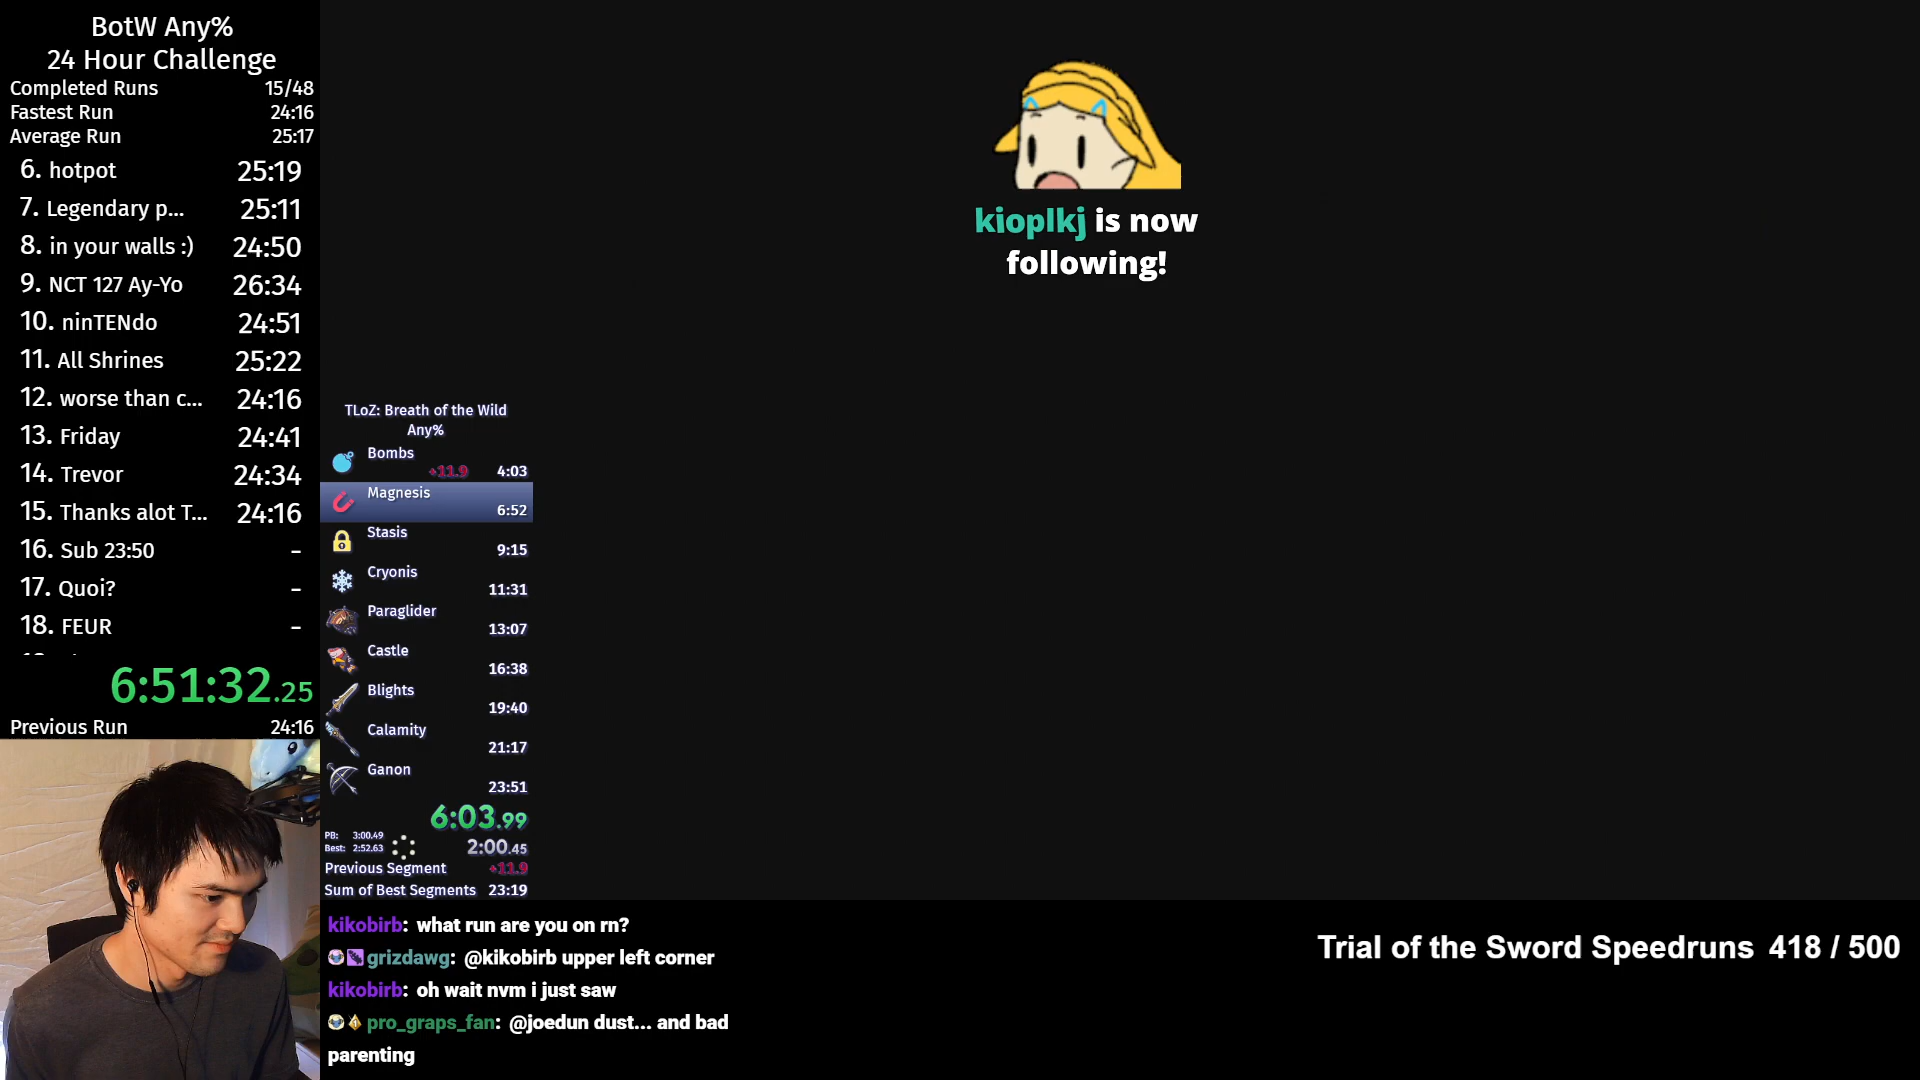 BotW Any%
24 Hour Challenge
Completed Runs 15/48
Fastest Run 24:16
Average Run 25:17
6. hotpot 25:19
7. Legendary p... 25:11
8. in your walls :) 24:50
9. NCT 127 Ay-Yo 26:34
10. ninTENdo 24:51
11. All Shrines 25:22
12. worse than c... 24:16
13. Friday 24:41
14. Trevor 24:34
15. Thanks alot T... 24:16
16. Sub 23:50 -
17. Quoi? -
18. FEUR -
6:51:32.25
Previous Run 24:16
kioplkj is now
following!
TLoZ: Breath of the Wild
Any%
Bombs
+11.9 4:03
Magnesis
6:52
Stasis
9:15
Cryonis
11:31
Paraglider
13:07
Castle
16:38
Blights
19:40
Calamity
21:17
Ganon
23:51
6:03.99
PB: 3:00.49
Best: 2:52.63
2:00.45
Previous Segment +11.9
Sum of Best Segments 23:19
kikobirb: what run are you on rn?
grizdawg: @kikobirb upper left corner
kikobirb: oh wait nvm i just saw
pro_graps_fan: @joedun dust... and bad
parenting
Trial of the Sword Speedruns 418 / 500